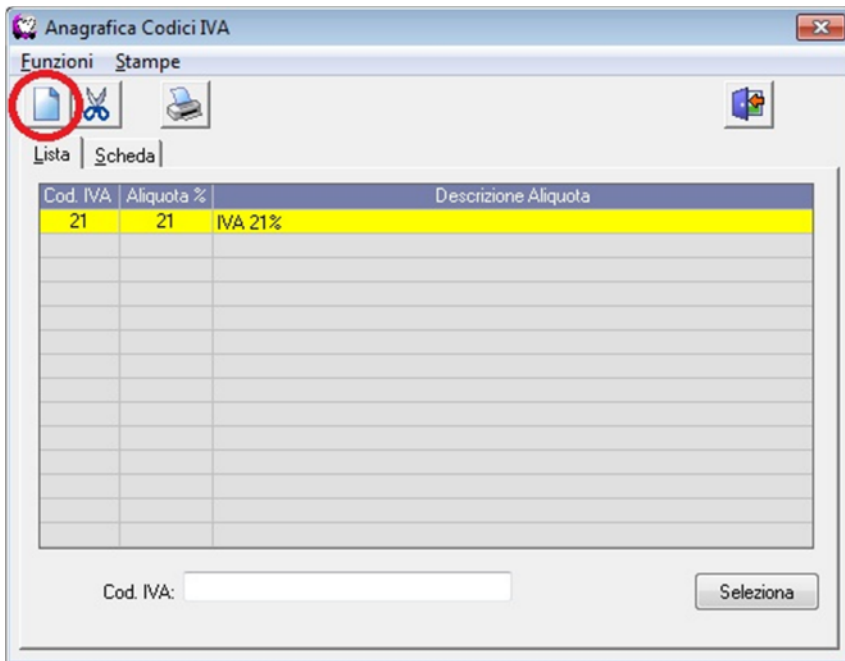 Anagrafica Codici IVA
Funzioni Stampe
Lista Scheda
Cod. IVA Aliquota % Descrizione Aliquota
21 21 IVA 21%
Cod. IVA: Seleziona